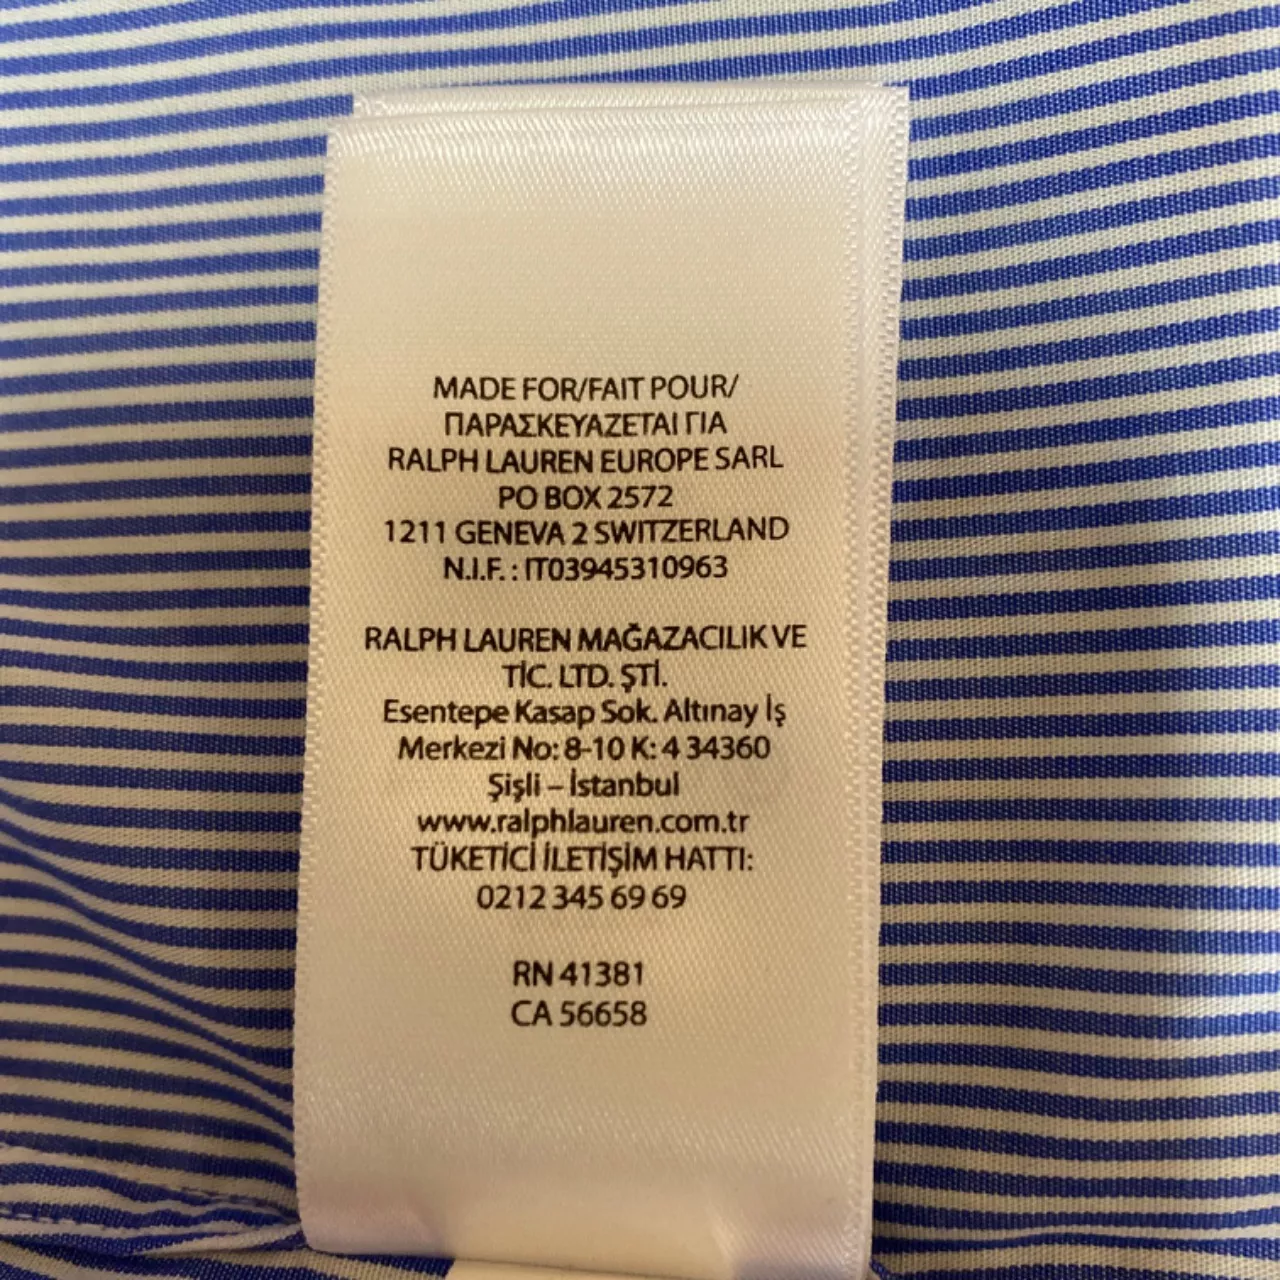 MADE FOR/FAIT POUR/
ΠΑΡΑΣΚΕΥΑΖΕΤΑΙ ΓΙΑ
RALPH LAUREN EUROPE SARL
PO BOX 2572
1211 GENEVA 2 SWITZERLAND
N.I.F. : IT03945310963
RALPH LAUREN MAĞAZACILIK VE
TİC. LTD. ŞTİ.
Esentepe Kasap Sok. Altınay İş
Merkezi No: 8-10 K: 4 34360
Şişli – İstanbul
www.ralphlauren.com.tr
TÜKETİCİ İLETİŞİM HATTI:
0212 345 69 69
RN 41381
CA 56658